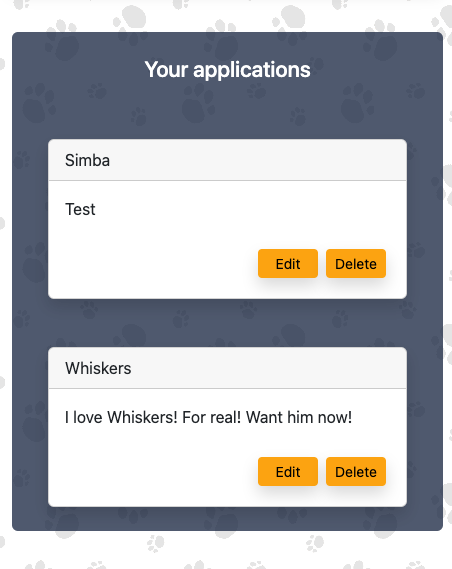 Your applications
Simba
Test
Edit Delete
Whiskers
I love Whiskers! For real! Want him now!
Edit Delete